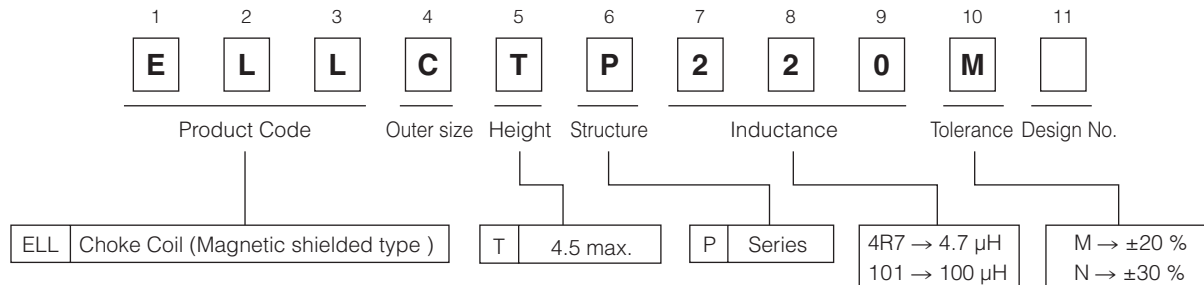 1 2 3 4 5 6 7 8 9 10 11
E L L C T P 2 2 0 M
Product Code Outer size Height Structure Inductance Tolerance Design No.
ELL Choke Coil (Magnetic shielded type ) T 4.5 max. P Series 4R7 → 4.7 µH M → ±20 %
101 → 100 µH N → ±30 %